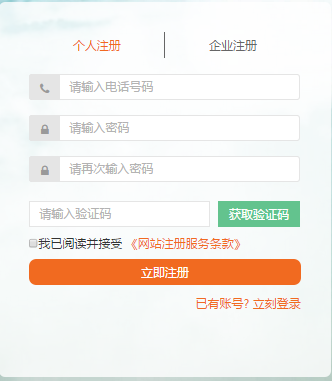 个人注册 企业注册
请输入电话号码
请输入密码
请再次输入密码
请输入验证码 获取验证码
我已阅读并接受 《网站注册服务条款》
立即注册
已有账号? 立刻登录